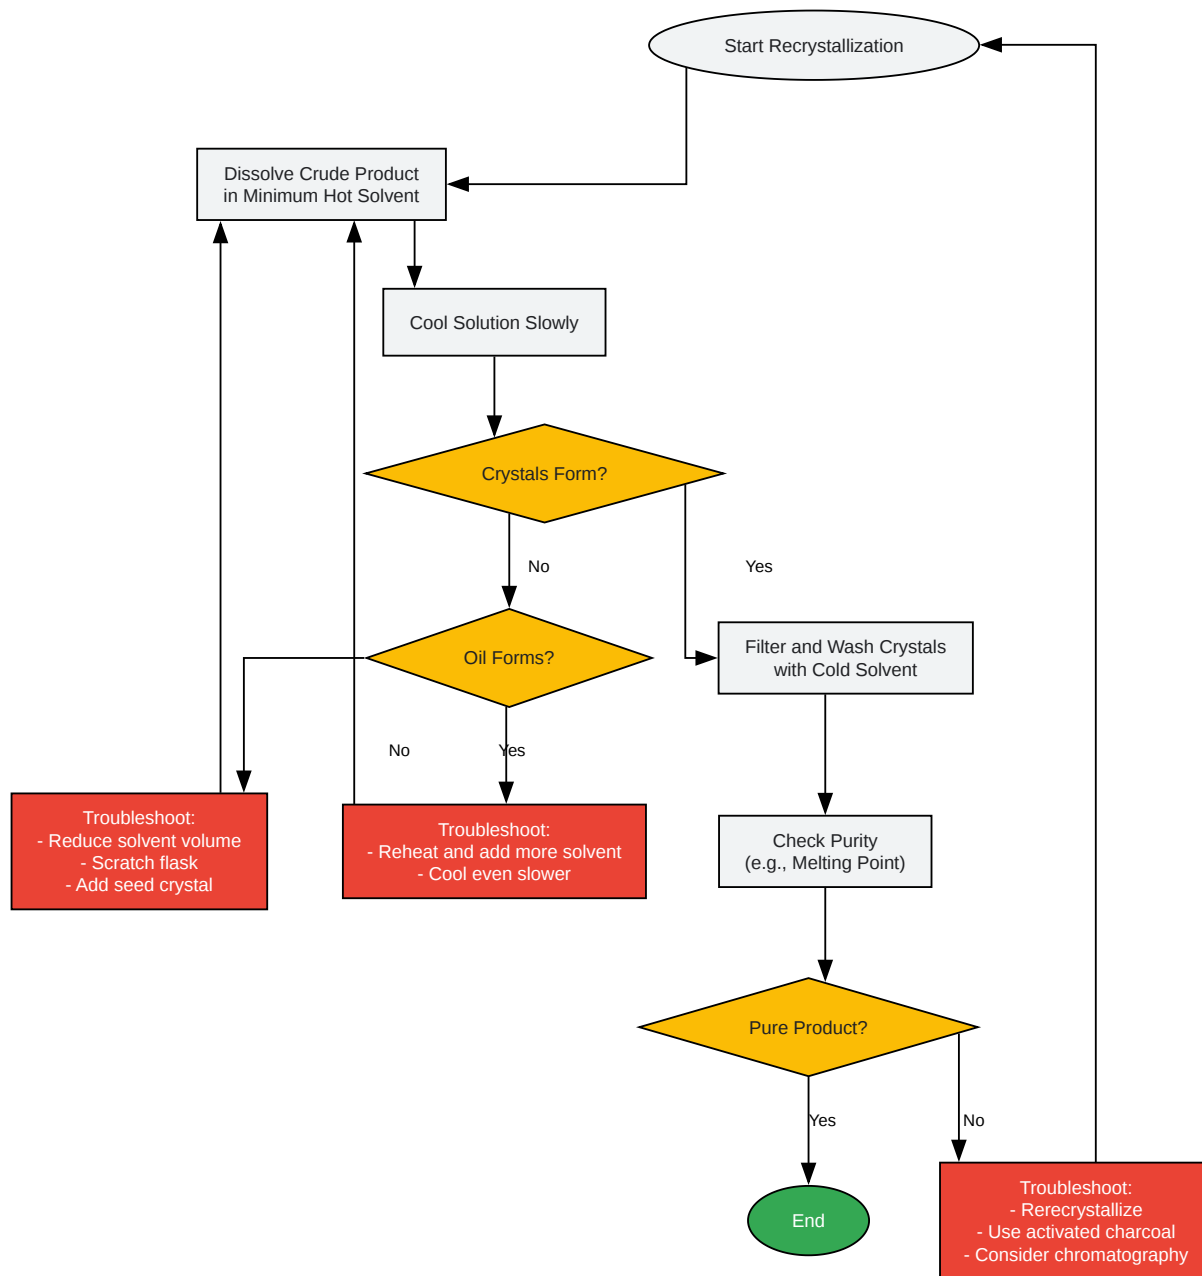 Start Recrystallization
Dissolve Crude Product
in Minimum Hot Solvent
Cool Solution Slowly
Crystals Form?
No
Yes
Oil Forms?
Filter and Wash Crystals
with Cold Solvent
No
Yes
Troubleshoot:
- Reduce solvent volume
- Scratch flask
- Add seed crystal
Troubleshoot:
- Reheat and add more solvent
- Cool even slower
Check Purity
(e.g., Melting Point)
Pure Product?
Yes
No
End
Troubleshoot:
- Rerecrystallize
- Use activated charcoal
- Consider chromatography